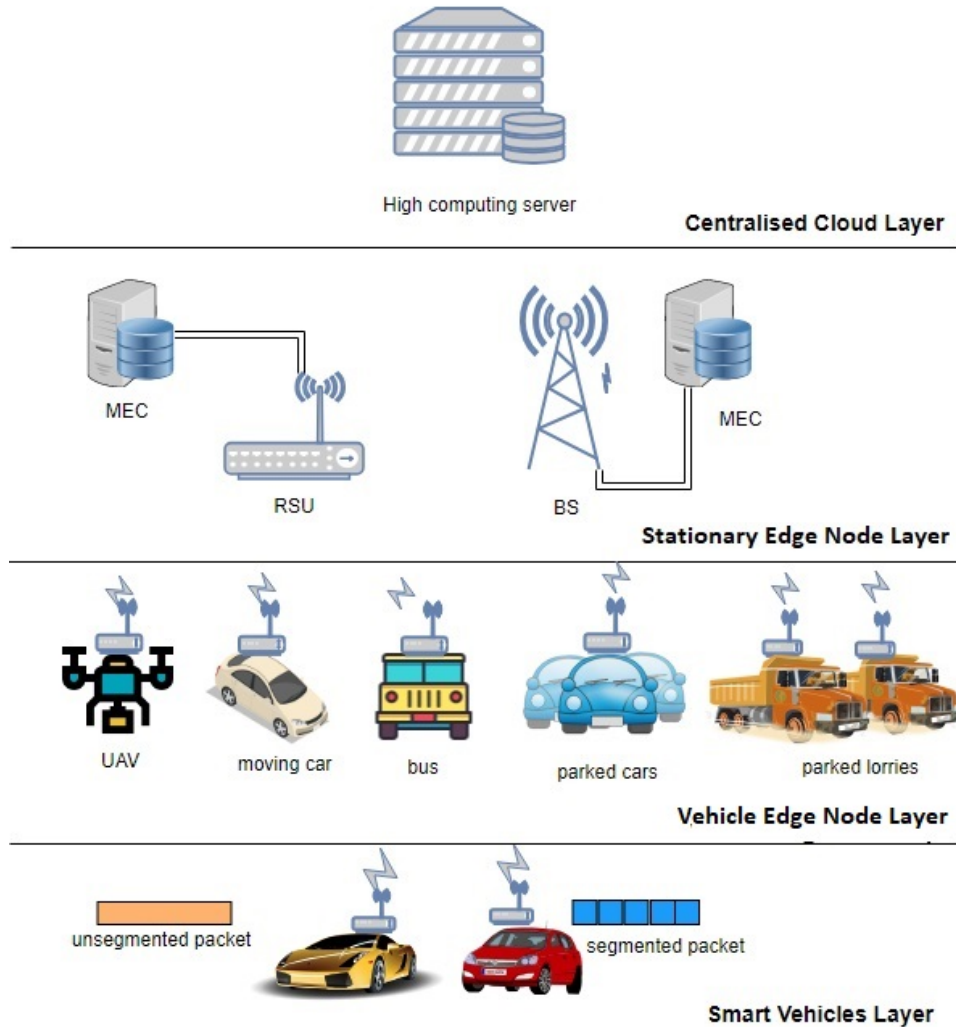 High computing server
Centralised Cloud Layer
MEC
MEC
RSU
BS
Stationary Edge Node Layer
UAV
moving car
bus
parked cars
parked lorries
Vehicle Edge Node Layer
unsegmented packet
segmented packet
Smart Vehicles Layer